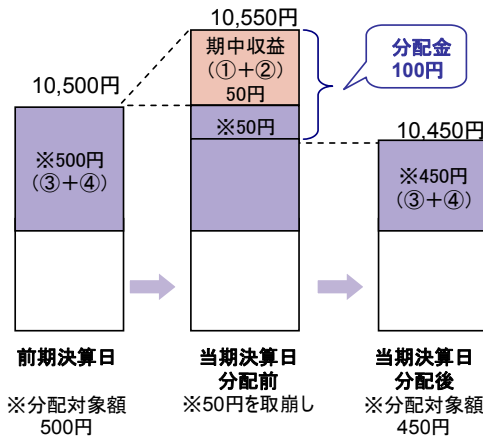 10,550円
期中収益
(①+②)
50円
分配金
100円
10,500円
※50円
10,450円
※500円
(③+④)
※450円
(③+④)
前期決算日
当期決算日
分配前
当期決算日
分配後
※分配対象額
500円
※50円を取崩し
※分配対象額
450円